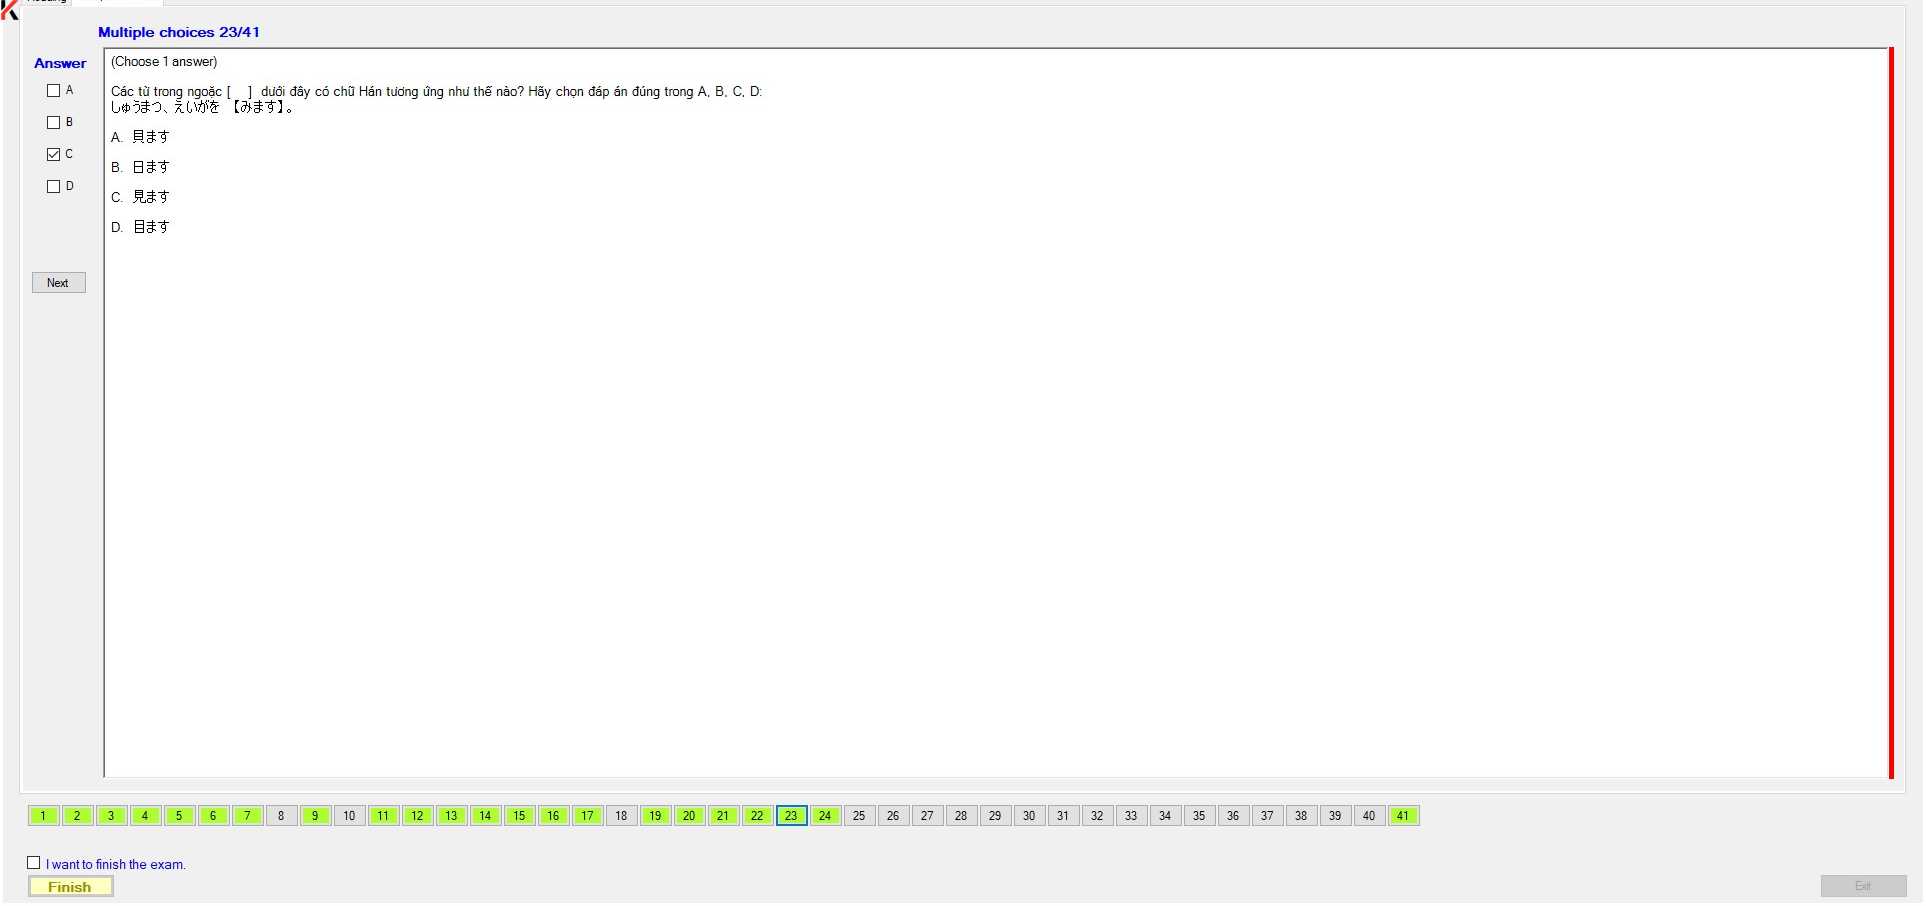 Multiple choices 23/41
Answer
A
B
C
D
Next
(Choose 1 answer)
Các từ trong ngoặc [ _ ] dưới đây có chữ Hán tương ứng như thế nào? Hãy chọn đáp án đúng trong A, B, C, D:
しゅうまつ、えいがを 【みます】。
A. 貝ます
B. 日ます
C. 見ます
D. 目ます
1 2 3 4 5 6 7 8 9 10 11 12 13 14 15 16 17 18 19 20 21 22 23 24 25 26 27 28 29 30 31 32 33 34 35 36 37 38 39 40 41
I want to finish the exam.
Finish
Exit